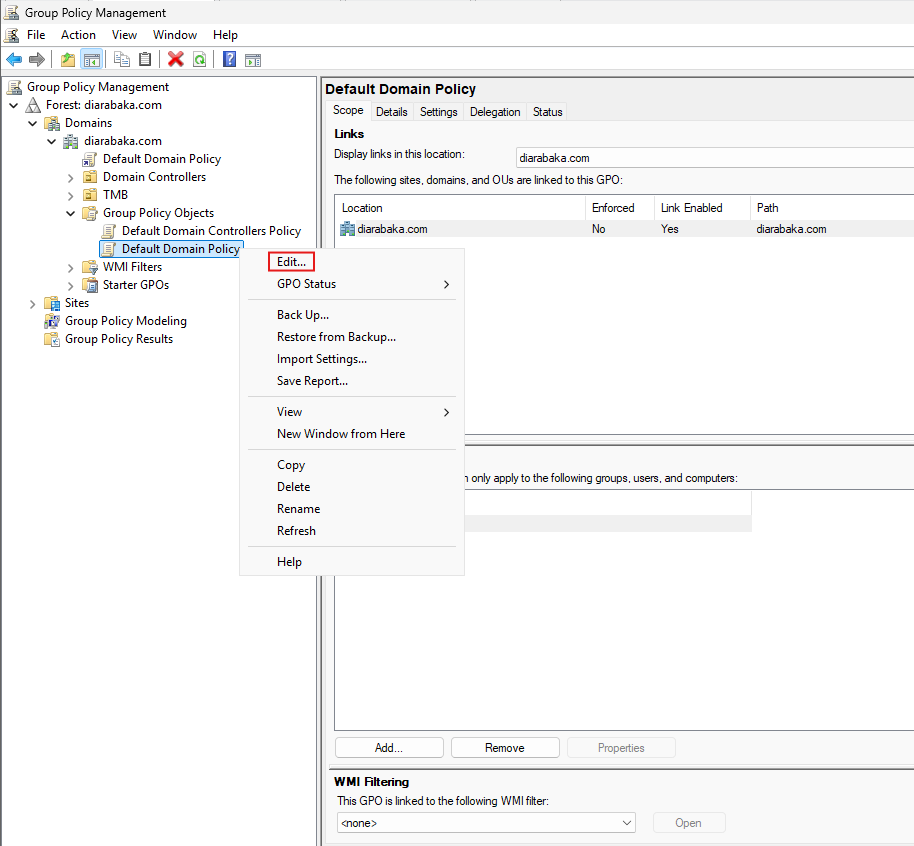 Group Policy Management
File Action View Window Help
Group Policy Management
Forest: diarabaka.com
Domains
diarabaka.com
Default Domain Policy
Domain Controllers
TMB
Group Policy Objects
Default Domain Controllers Policy
Default Domain Policy
WMI Filters
Starter GPOs
Sites
Group Policy Modeling
Group Policy Results
Edit...
GPO Status
Back Up...
Restore from Backup...
Import Settings...
Save Report...
View
New Window from Here
Copy
Delete
Rename
Refresh
Help
Default Domain Policy
Scope Details Settings Delegation Status
Links
Display links in this location: diarabaka.com
The following sites, domains, and OUs are linked to this GPO:
Location Enforced Link Enabled Path
diarabaka.com No Yes diarabaka.com
only apply to the following groups, users, and computers:
Add... Remove Properties
WMI Filtering
This GPO is linked to the following WMI filter:
<none> Open